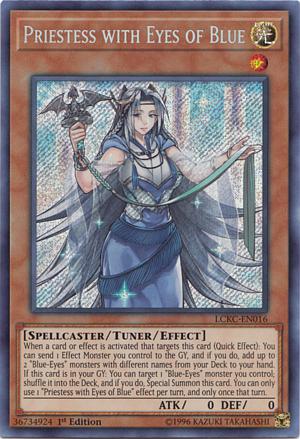 PRIESTESS WITH EYES OF BLUE
LCKC-EN016
[SPELLCASTER/TUNER/EFFECT]
When a card or effect is activated that targets this card (Quick Effect): You
can send 1 Effect Monster you control to the GY, and if you do, add up to
2 "Blue-Eyes" monsters with different names from your Deck to your hand.
If this card is in your GY: You can target 1 "Blue-Eyes" monster you control;
shuffle it into the Deck, and if you do, Special Summon this card. You can only
use 1 "Priestess with Eyes of Blue" effect per turn, and only once that turn.
ATK/ 0 DEF/ 0
36734924 1st Edition ©1996 KAZUKI TAKAHASHI